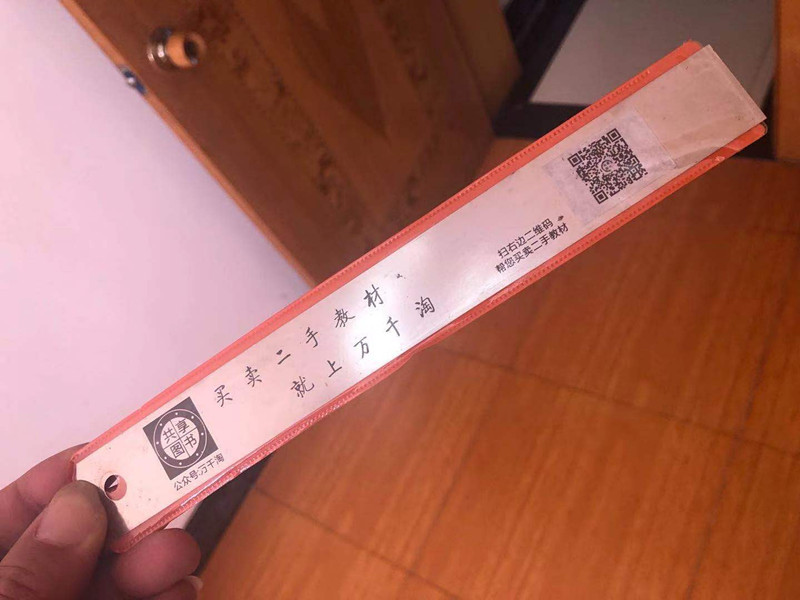 共享
图书
公众号:万千淘
买卖二手教材
就上万千淘
扫右边二维码
帮您买卖二手教材